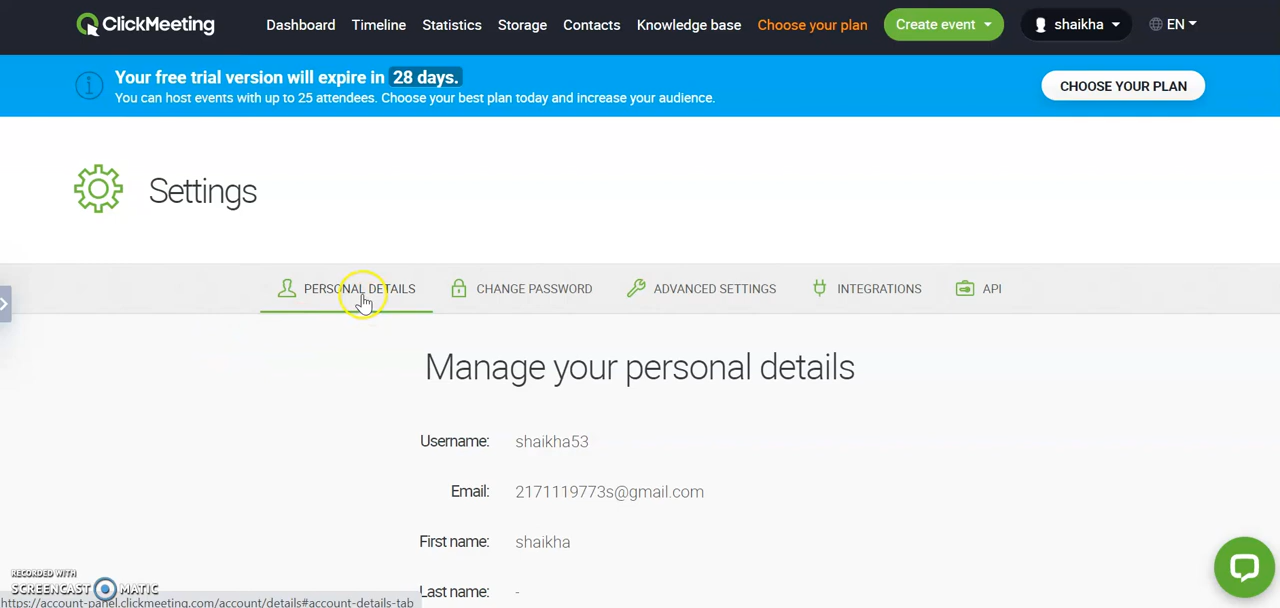 ClickMeeting Dashboard Timeline Statistics Storage Contacts Knowledge base Choose your plan Create event shaikha EN
Your free trial version will expire in 28 days.
You can host events with up to 25 attendees. Choose your best plan today and increase your audience.
CHOOSE YOUR PLAN
Settings
PERSONAL DETAILS CHANGE PASSWORD ADVANCED SETTINGS INTEGRATIONS API
Manage your personal details
Username: shaikha53
Email: 2171119773s@gmail.com
First name: shaikha
Last name: -
RECORDED WITH
SCREENCAST MATIC
https://account-panel.clickmeeting.com/account/details#account-details-tab